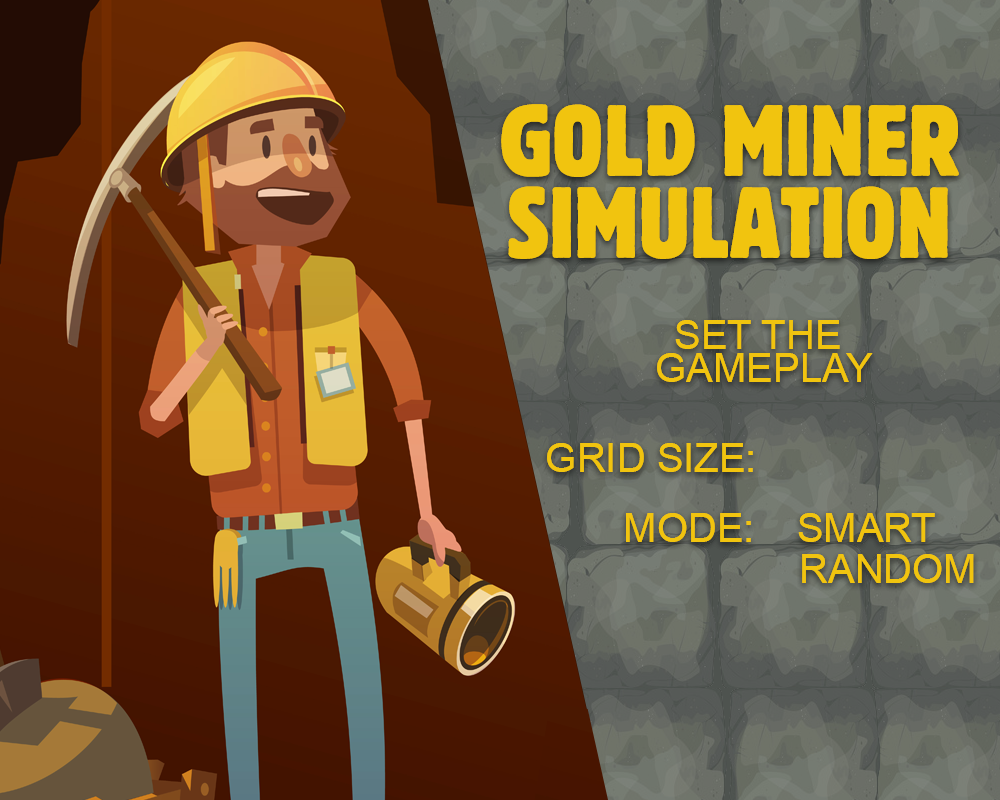 GOLD MINER
SIMULATION
SET THE
GAMEPLAY
GRID SIZE:
MODE: SMART
RANDOM